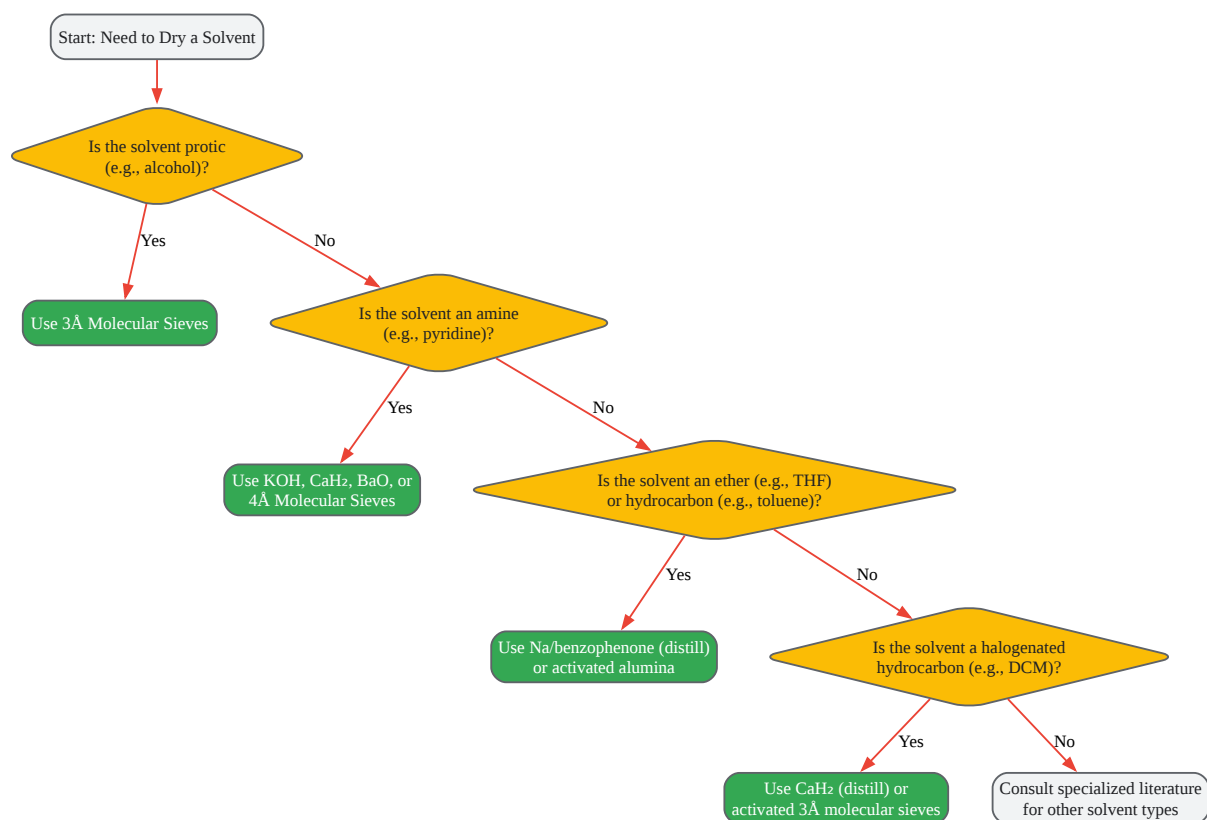 Start: Need to Dry a Solvent
Is the solvent protic
(e.g., alcohol)?
Yes
No
Use 3Å Molecular Sieves
Is the solvent an amine
(e.g., pyridine)?
Yes
No
Use KOH, CaH₂, BaO, or
4Å Molecular Sieves
Is the solvent an ether (e.g., THF)
or hydrocarbon (e.g., toluene)?
Yes
No
Use Na/benzophenone (distill)
or activated alumina
Is the solvent a halogenated
hydrocarbon (e.g., DCM)?
Yes
No
Use CaH₂ (distill) or
activated 3Å molecular sieves
Consult specialized literature
for other solvent types